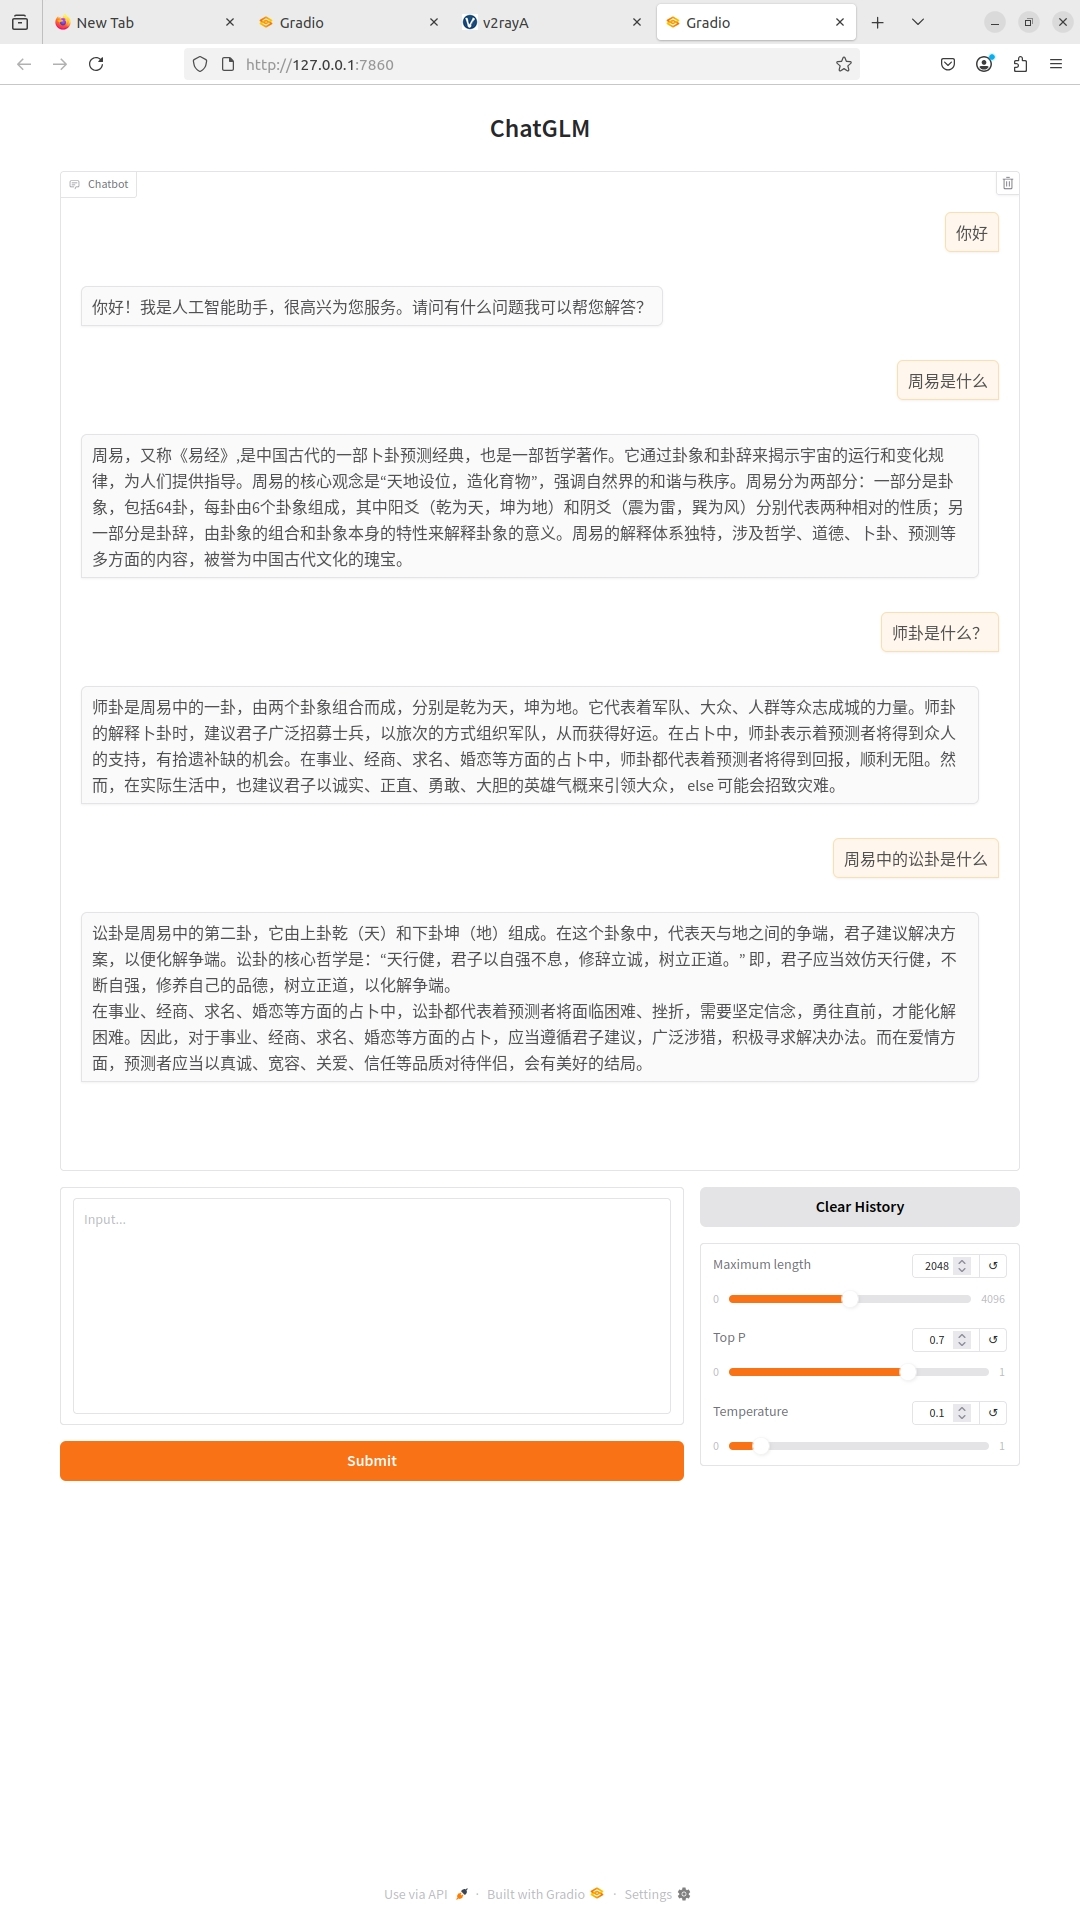 New Tab
Gradio
v2rayA
Gradio
http://127.0.0.1:7860
ChatGLM
Chatbot
你好
你好！我是人工智能助手，很高兴为您服务。请问有什么问题我可以帮您解答？
周易是什么
周易，又称《易经》,是中国古代的一部卜卦预测经典，也是一部哲学著作。它通过卦象和卦辞来揭示宇宙的运行和变化规
律，为人们提供指导。周易的核心观念是“天地设位，造化育物”，强调自然界的和谐与秩序。周易分为两部分：一部分是卦
象，包括64卦，每卦由6个卦象组成，其中阳爻（乾为天，坤为地）和阴爻（震为雷，巽为风）分别代表两种相对的性质；另
一部分是卦辞，由卦象的组合和卦象本身的特性来解释卦象的意义。周易的解释体系独特，涉及哲学、道德、卜卦、预测等
多方面的内容，被誉为中国古代文化的瑰宝。
师卦是什么？
师卦是周易中的一卦，由两个卦象组合而成，分别是乾为天，坤为地。它代表着军队、大众、人群等众志成城的力量。师卦
的解释卜卦时，建议君子广泛招募士兵，以旅次的方式组织军队，从而获得好运。在占卜中，师卦表示着预测者将得到众人
的支持，有拾遗补缺的机会。在事业、经商、求名、婚恋等方面的占卜中，师卦都代表着预测者将得到回报，顺利无阻。然
而，在实际生活中，也建议君子以诚实、正直、勇敢、大胆的英雄气概来引领大众， else 可能会招致灾难。
周易中的讼卦是什么
讼卦是周易中的第二卦，它由上卦乾（天）和下卦坤（地）组成。在这个卦象中，代表天与地之间的争端，君子建议解决方
案，以便化解争端。讼卦的核心哲学是：“天行健，君子以自强不息，修辞立诚，树立正道。” 即，君子应当效仿天行健，不
断自强，修养自己的品德，树立正道，以化解争端。
在事业、经商、求名、婚恋等方面的占卜中，讼卦都代表着预测者将面临困难、挫折，需要坚定信念，勇往直前，才能化解
困难。因此，对于事业、经商、求名、婚恋等方面的占卜，应当遵循君子建议，广泛涉猎，积极寻求解决办法。而在爱情方
面，预测者应当以真诚、宽容、关爱、信任等品质对待伴侣，会有美好的结局。
Input...
Submit
Clear History
Maximum length
2048
0
4096
Top P
0.7
0
1
Temperature
0.1
0
1
Use via API · Built with Gradio · Settings